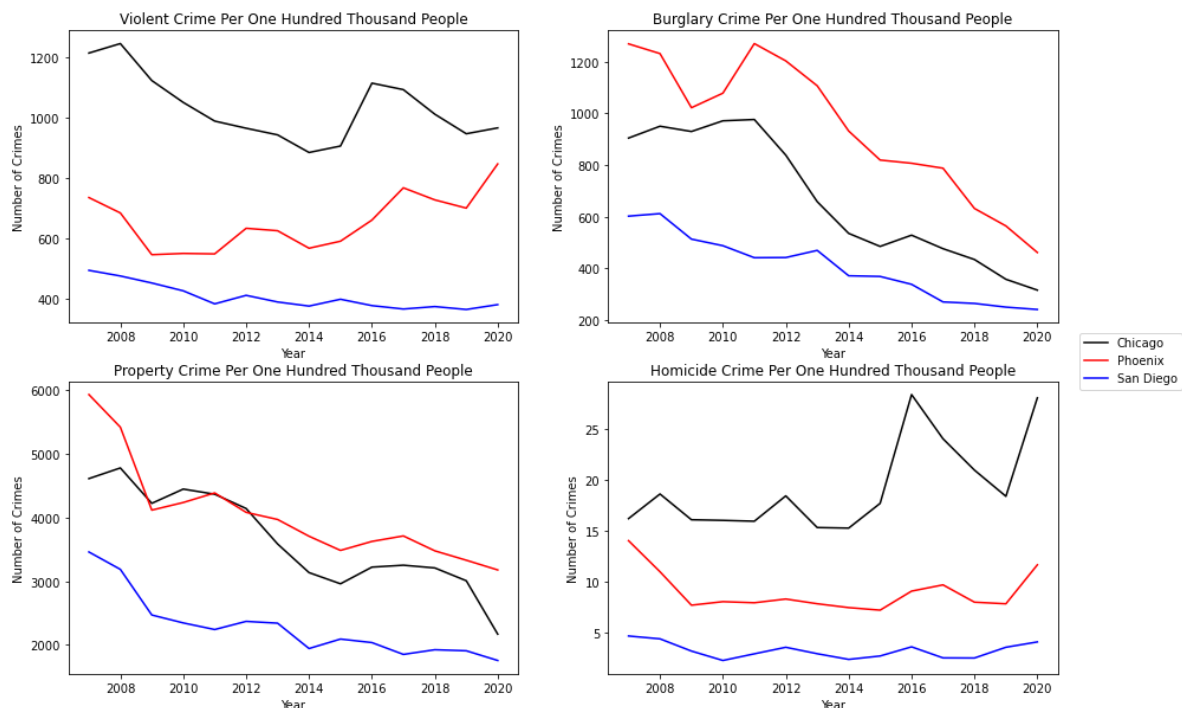 Violent Crime Per One Hundred Thousand People
Number of Crimes
1200
1000
800
600
400
2008 2010 2012 2014 2016 2018 2020
Year
Burglary Crime Per One Hundred Thousand People
Number of Crimes
1200
1000
800
600
400
200
2008 2010 2012 2014 2016 2018 2020
Year
Chicago
Phoenix
San Diego
Property Crime Per One Hundred Thousand People
Number of Crimes
6000
5000
4000
3000
2000
2008 2010 2012 2014 2016 2018 2020
Year
Homicide Crime Per One Hundred Thousand People
Number of Crimes
25
20
15
10
5
2008 2010 2012 2014 2016 2018 2020
Year